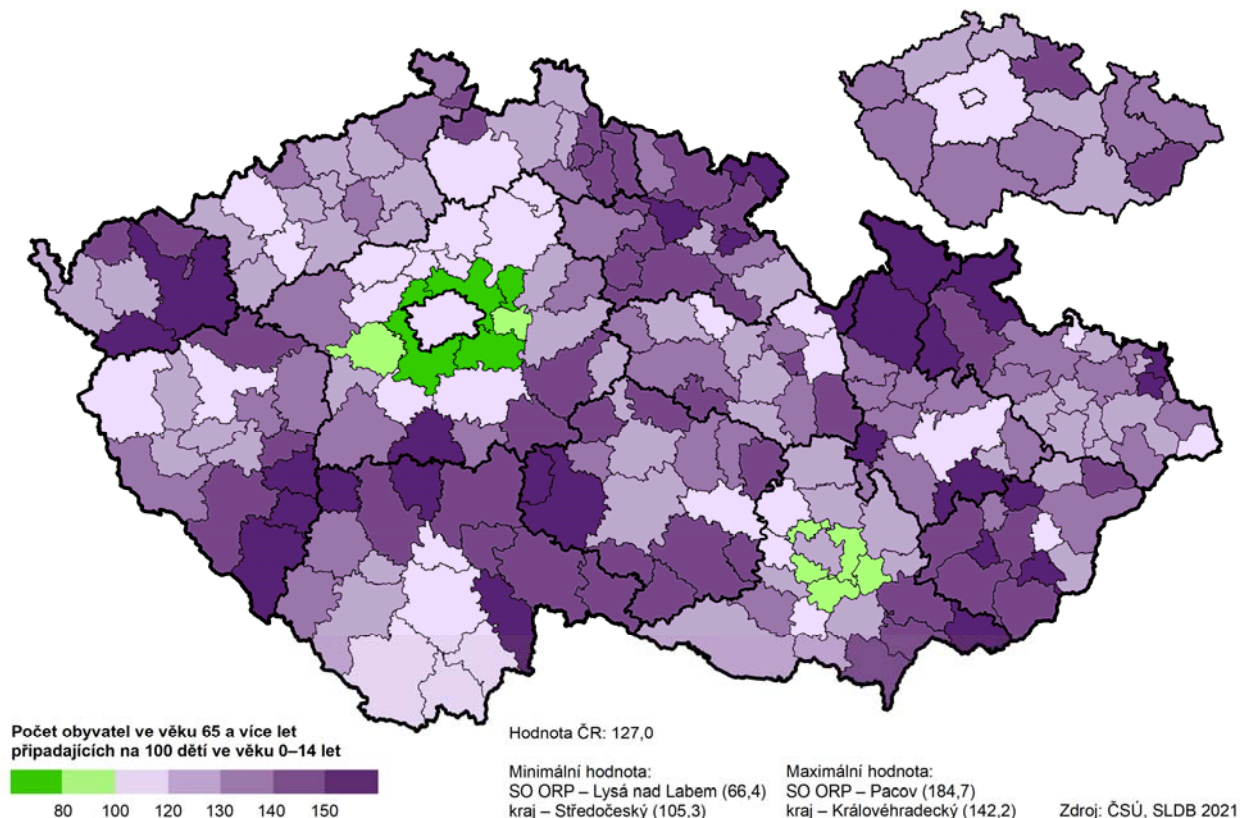 Počet obyvatel ve věku 65 a více let
připadajících na 100 dětí ve věku 0–14 let
80 100 120 130 140 150
Hodnota ČR: 127,0
Minimální hodnota:
SO ORP – Lysá nad Labem (66,4)
kraj – Středočeský (105,3)
Maximální hodnota:
SO ORP – Pacov (184,7)
kraj – Královéhradecký (142,2)
Zdroj: ČSÚ, SLDB 2021